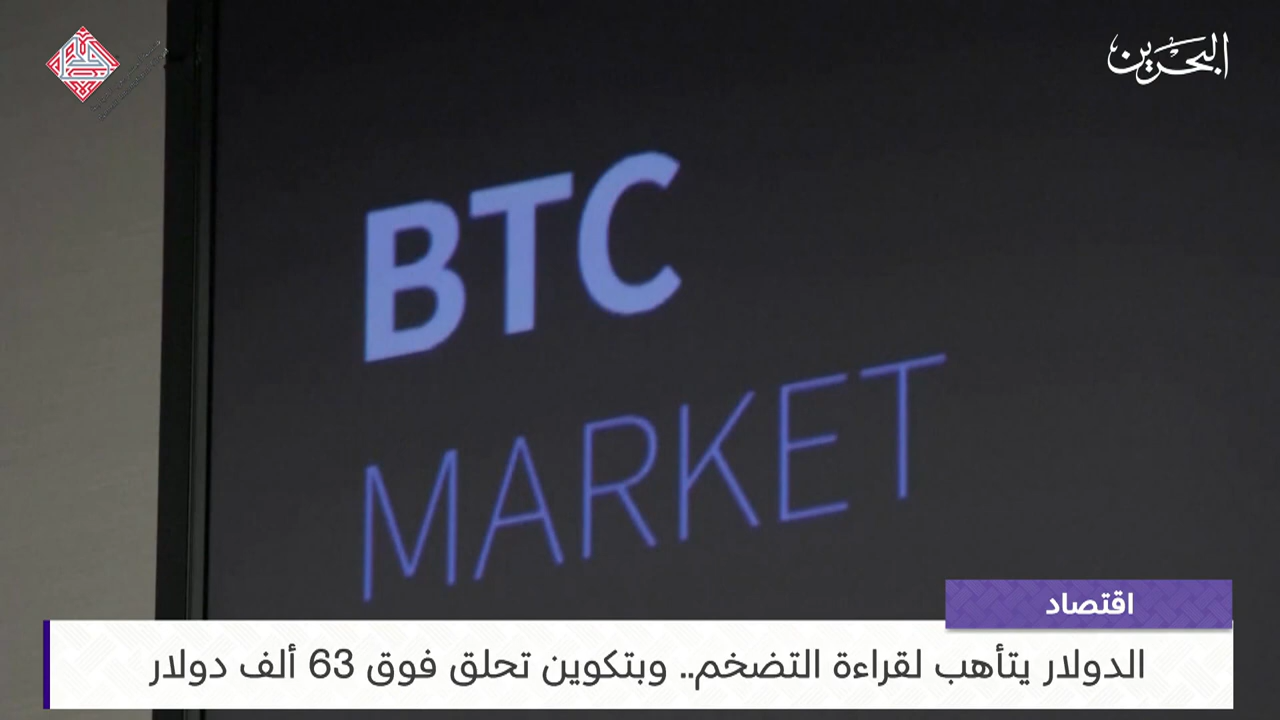 البحرين
BTC
MARKET
اقتصاد
الدولار يتأهب لقراءة التضخم.. وبتكوين تحلق فوق 63 ألف دولار